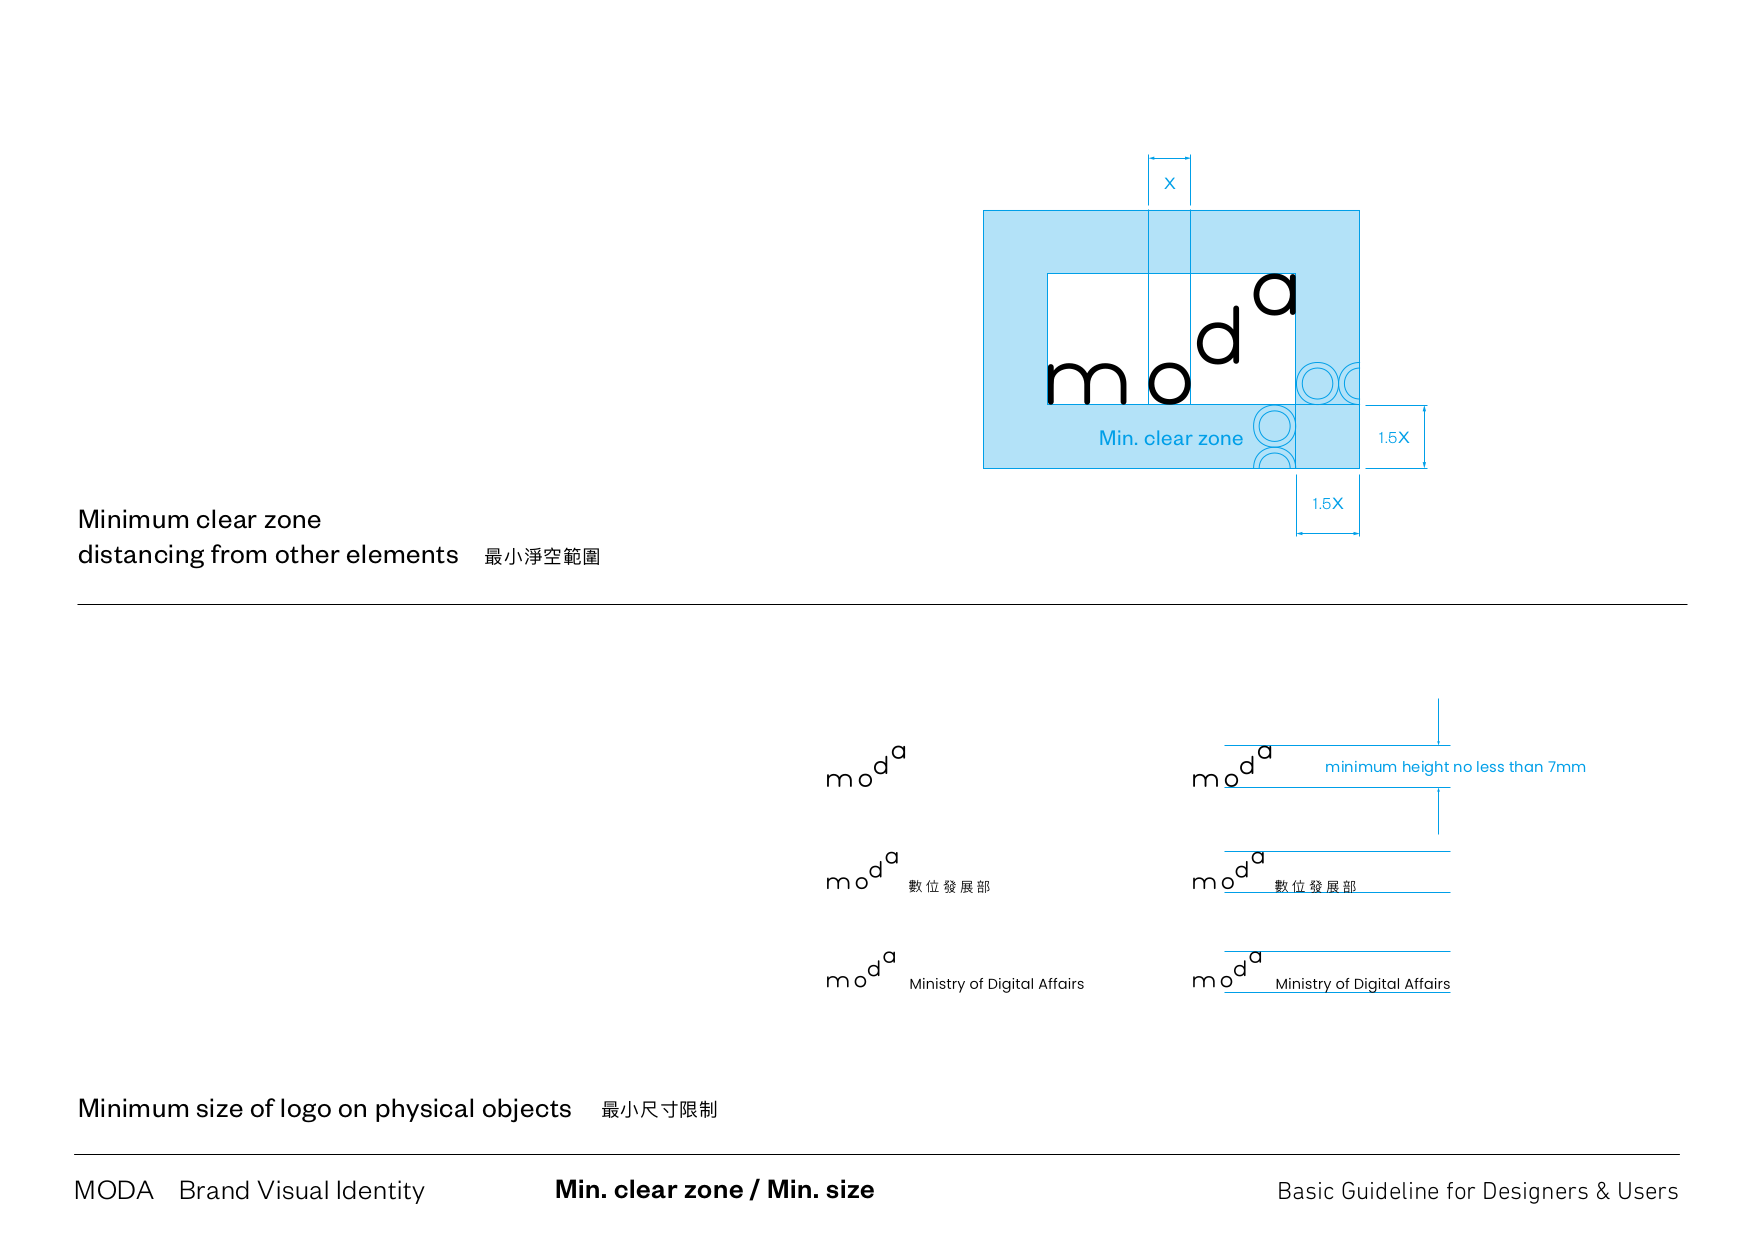 X
moda
Min. clear zone
1.5X
1.5X
Minimum clear zone
distancing from other elements 最小淨空範圍
moda
moda minimum height no less than 7mm
moda 數位發展部
moda 數位發展部
moda Ministry of Digital Affairs
moda Ministry of Digital Affairs
Minimum size of logo on physical objects 最小尺寸限制
MODA Brand Visual Identity
Min. clear zone / Min. size
Basic Guideline for Designers & Users